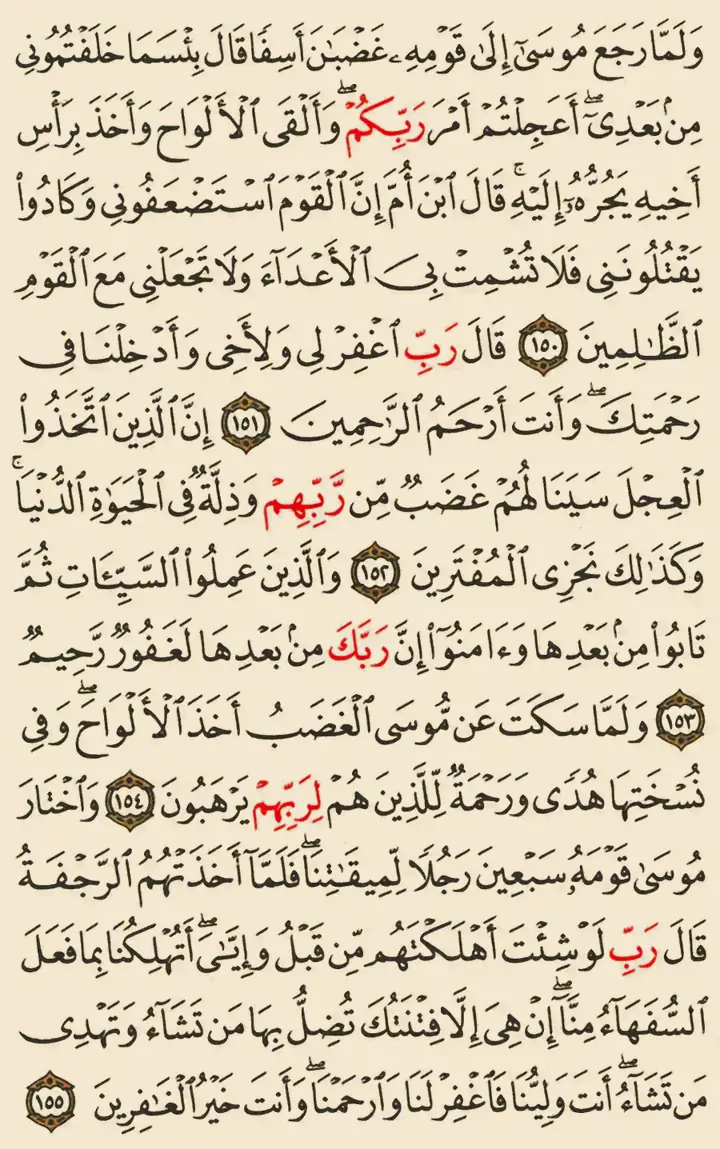 وَلَمَّا رَجَعَ مُوسَىٰٓ إِلَىٰ قَوْمِهِۦ غَضْبَٰنَ أَسِفًا قَالَ بِئْسَمَا خَلَفْتُمُونِى
مِنۢ بَعْدِىٓ ۖ أَعَجِلْتُمْ أَمْرَ رَبِّكُمْ ۖ وَأَلْقَى ٱلْأَلْوَاحَ وَأَخَذَ بِرَأْسِ
أَخِيهِ يَجُرُّهُۥٓ إِلَيْهِ ۚ قَالَ ٱبْنَ أُمَّ إِنَّ ٱلْقَوْمَ ٱسْتَضْعَفُونِى وَكَادُوا۟
يَقْتُلُونَنِى فَلَا تُشْمِتْ بِىَ ٱلْأَعْدَآءَ وَلَا تَجْعَلْنِى مَعَ ٱلْقَوْمِ
ٱلظَّٰلِمِينَ ١٥٠ قَالَ رَبِّ ٱغْفِرْ لِى وَلِأَخِى وَأَدْخِلْنَا فِى
رَحْمَتِكَ ۖ وَأَنتَ أَرْحَمُ ٱلرَّٰحِمِينَ ١٥١ إِنَّ ٱلَّذِينَ ٱتَّخَذُوا۟
ٱلْعِجْلَ سَيَنَالُهُمْ غَضَبٌ مِّن رَّبِّهِمْ وَذِلَّةٌ فِى ٱلْحَيَوٰةِ ٱلدُّنْيَا ۚ
وَكَذَٰلِكَ نَجْزِى ٱلْمُفْتَرِينَ ١٥٢ وَٱلَّذِينَ عَمِلُوا۟ ٱلسَّيِّـَٔاتِ ثُمَّ
تَابُوا۟ مِنۢ بَعْدِهَا وَءَامَنُوٓا۟ إِنَّ رَبَّكَ مِنۢ بَعْدِهَا لَغَفُورٌ رَّحِيمٌ
١٥٣ وَلَمَّا سَكَتَ عَن مُّوسَى ٱلْغَضَبُ أَخَذَ ٱلْأَلْوَاحَ ۖ وَفِى
نُسْخَتِهَا هُدًى وَرَحْمَةٌ لِّلَّذِينَ هُمْ لِرَبِّهِمْ يَرْهَبُونَ ١٥٤ وَٱخْتَارَ
مُوسَىٰ قَوْمَهُۥ سَبْعِينَ رَجُلًا لِّمِيقَٰتِنَا ۖ فَلَمَّآ أَخَذَتْهُمُ ٱلرَّجْفَةُ
قَالَ رَبِّ لَوْ شِئْتَ أَهْلَكْتَهُم مِّن قَبْلُ وَإِيَّٰىَ ۖ أَتُهْلِكُنَا بِمَا فَعَلَ
ٱلسُّفَهَآءُ مِنَّآ ۖ إِنْ هِىَ إِلَّا فِتْنَتُكَ تُضِلُّ بِهَا مَن تَشَآءُ وَتَهْدِى
مَن تَشَآءُ ۖ أَنتَ وَلِيُّنَا فَٱغْفِرْ لَنَا وَٱرْحَمْنَا ۖ وَأَنتَ خَيْرُ ٱلْغَٰفِرِينَ ١٥٥